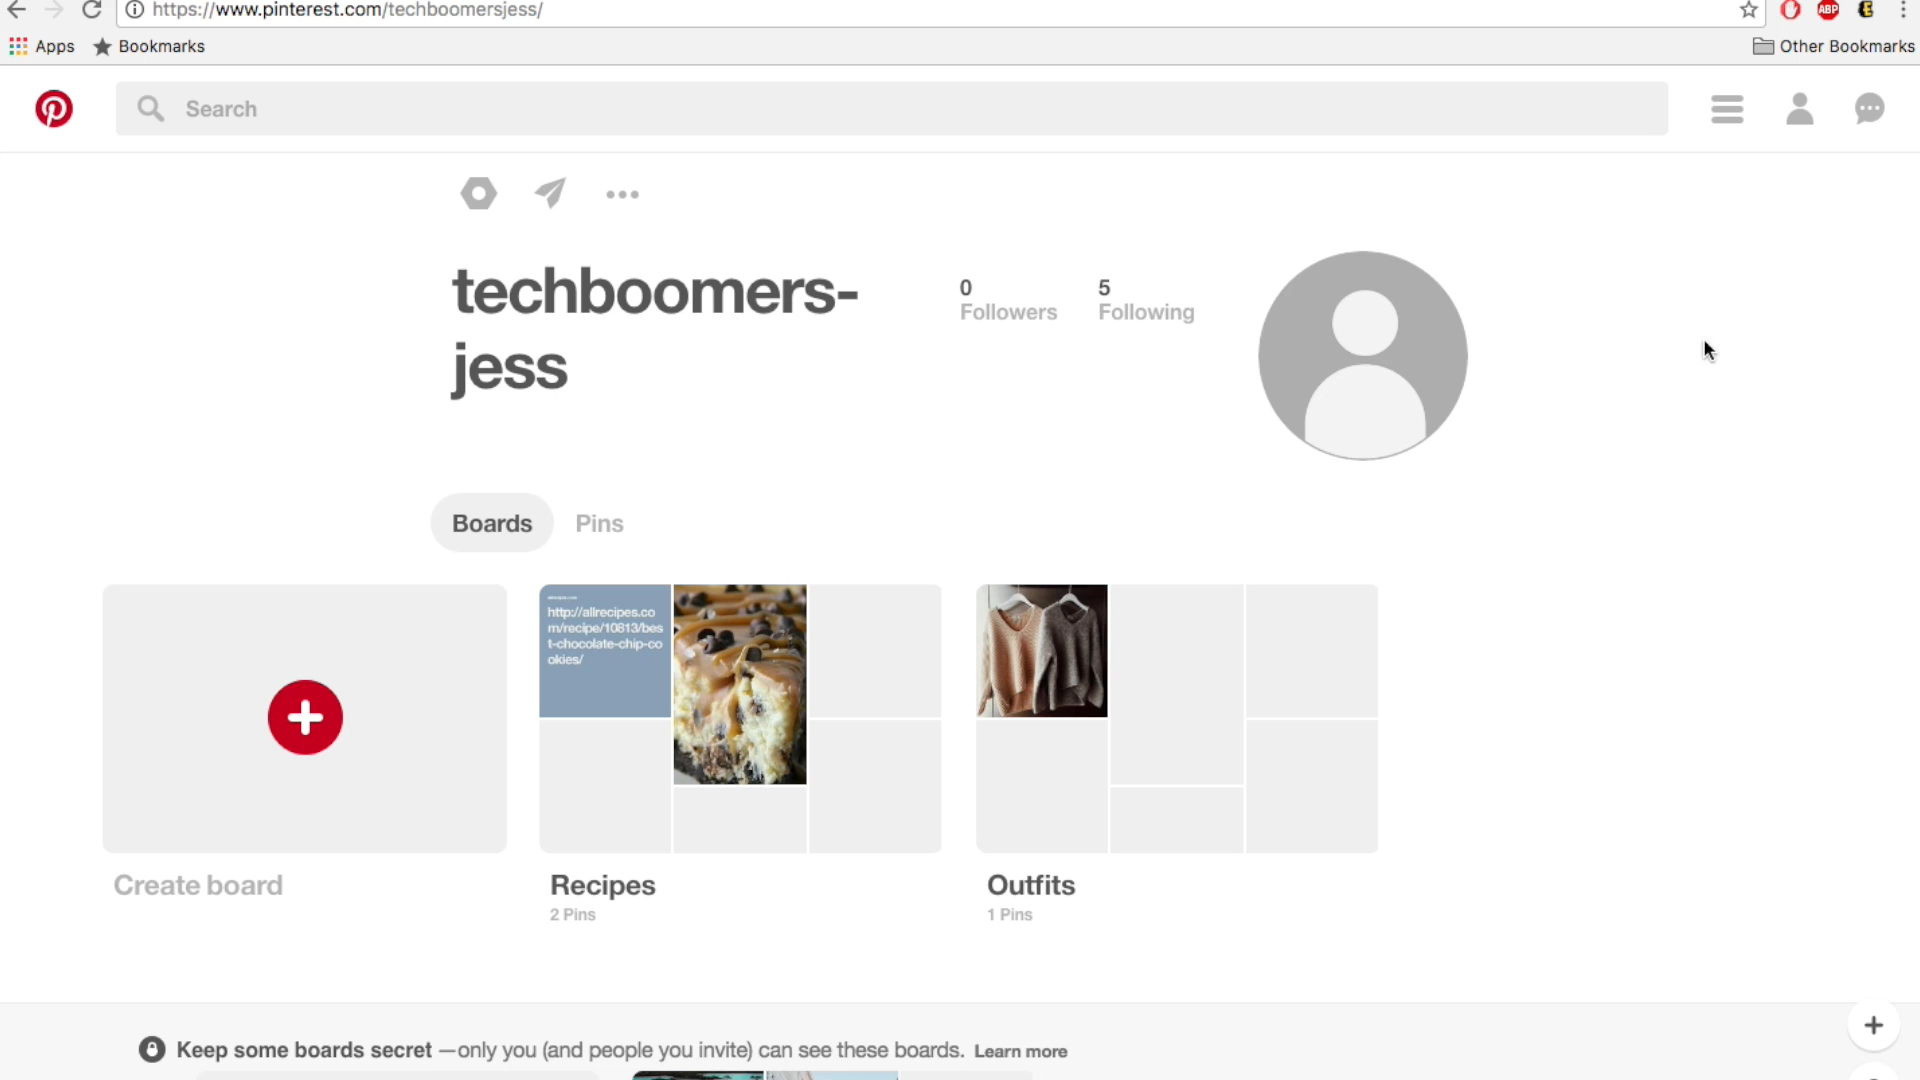 https://www.pinterest.com/techboomersjess/
ABP
Apps
Bookmarks
Other Bookmarks
Search
techboomers-
jess
0
Followers
5
Following
Boards
Pins
http://allrecipes.co
m/recipe/10813/bes
t-chocolate-chip-co
okies/
Create board
Recipes
2 Pins
Outfits
1 Pins
Keep some boards secret —only you (and people you invite) can see these boards. Learn more